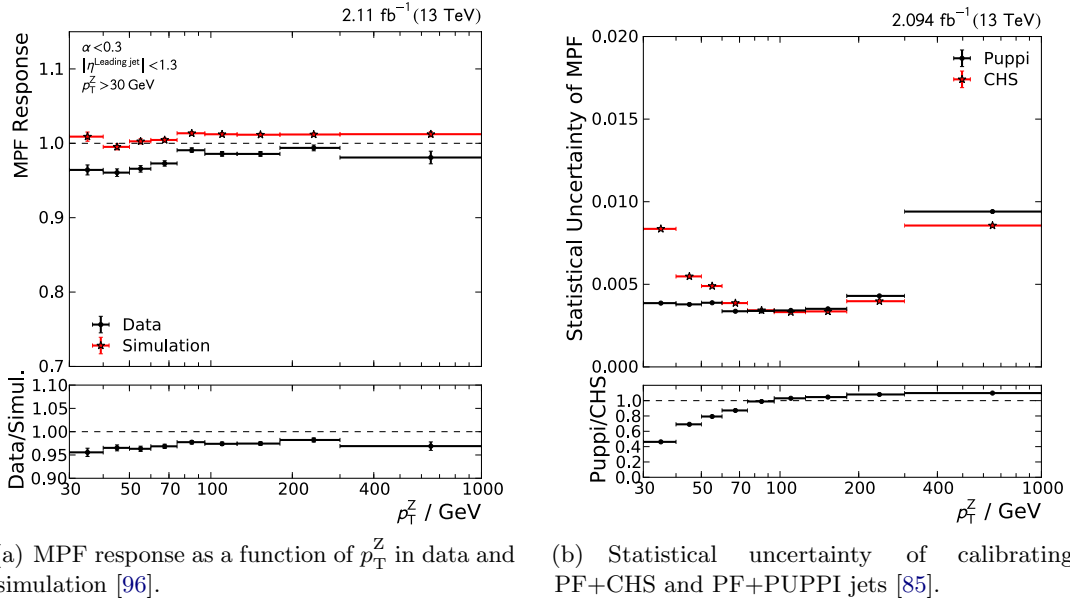 2.11 fb⁻¹ (13 TeV)
α <0.3
|η^Leading jet| <1.3
p_T^Z >30 GeV
MPF Response
1.1
1.0
0.9
0.8
0.7
Data
Simulation
Data/Simul.
1.10
1.05
1.00
0.95
0.90
30 50 70 100 200 400 1000
p_T^Z / GeV
2.094 fb⁻¹ (13 TeV)
Statistical Uncertainty of MPF
0.020
0.015
0.010
0.005
0.000
Puppi
CHS
Puppi/CHS
1.0
0.8
0.6
0.4
0.2
0.0
30 50 70 100 200 400 1000
p_T^Z / GeV
a) MPF response as a function of p_T^Z in data and
simulation [96].
(b) Statistical uncertainty of calibrating
PF+CHS and PF+PUPPI jets [85].